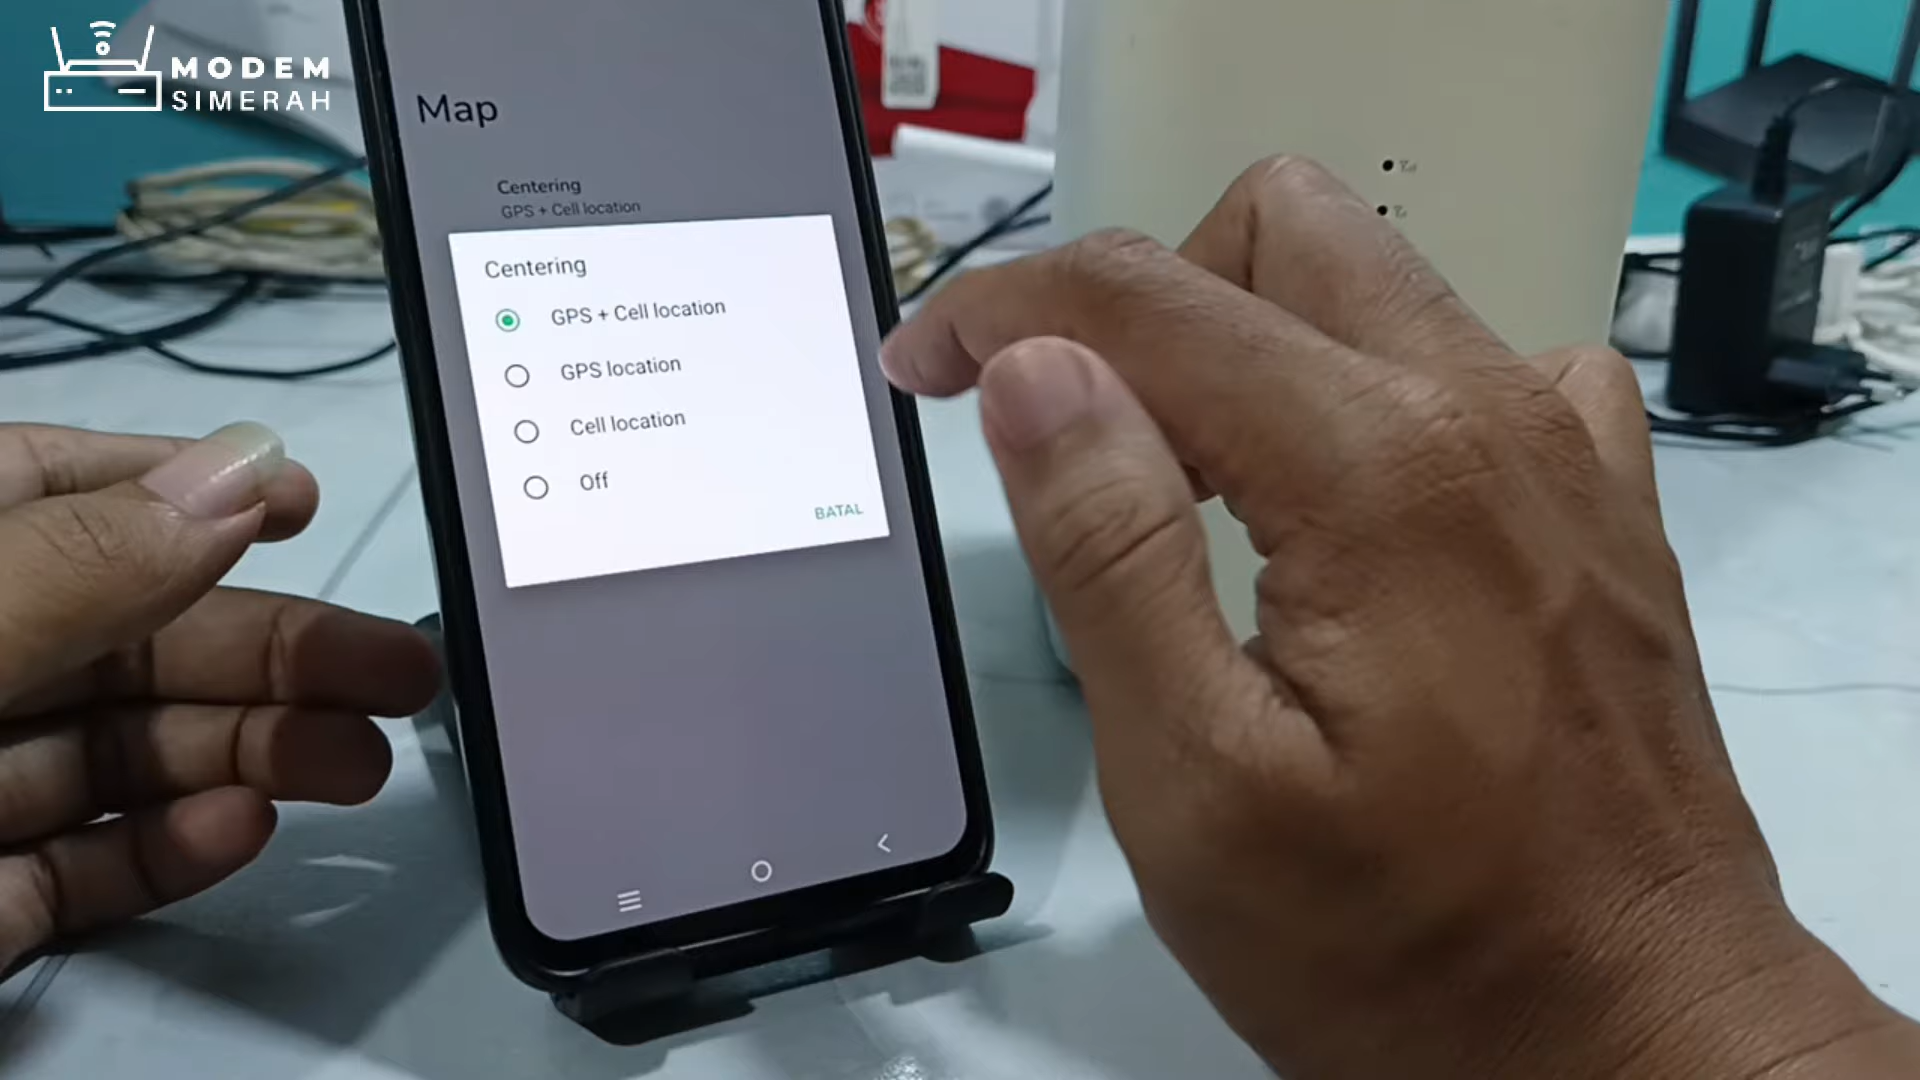 MODEM
SIMERAH
Map
Centering
GPS + Cell location
Centering
GPS + Cell location
GPS location
Cell location
Off
BATAL